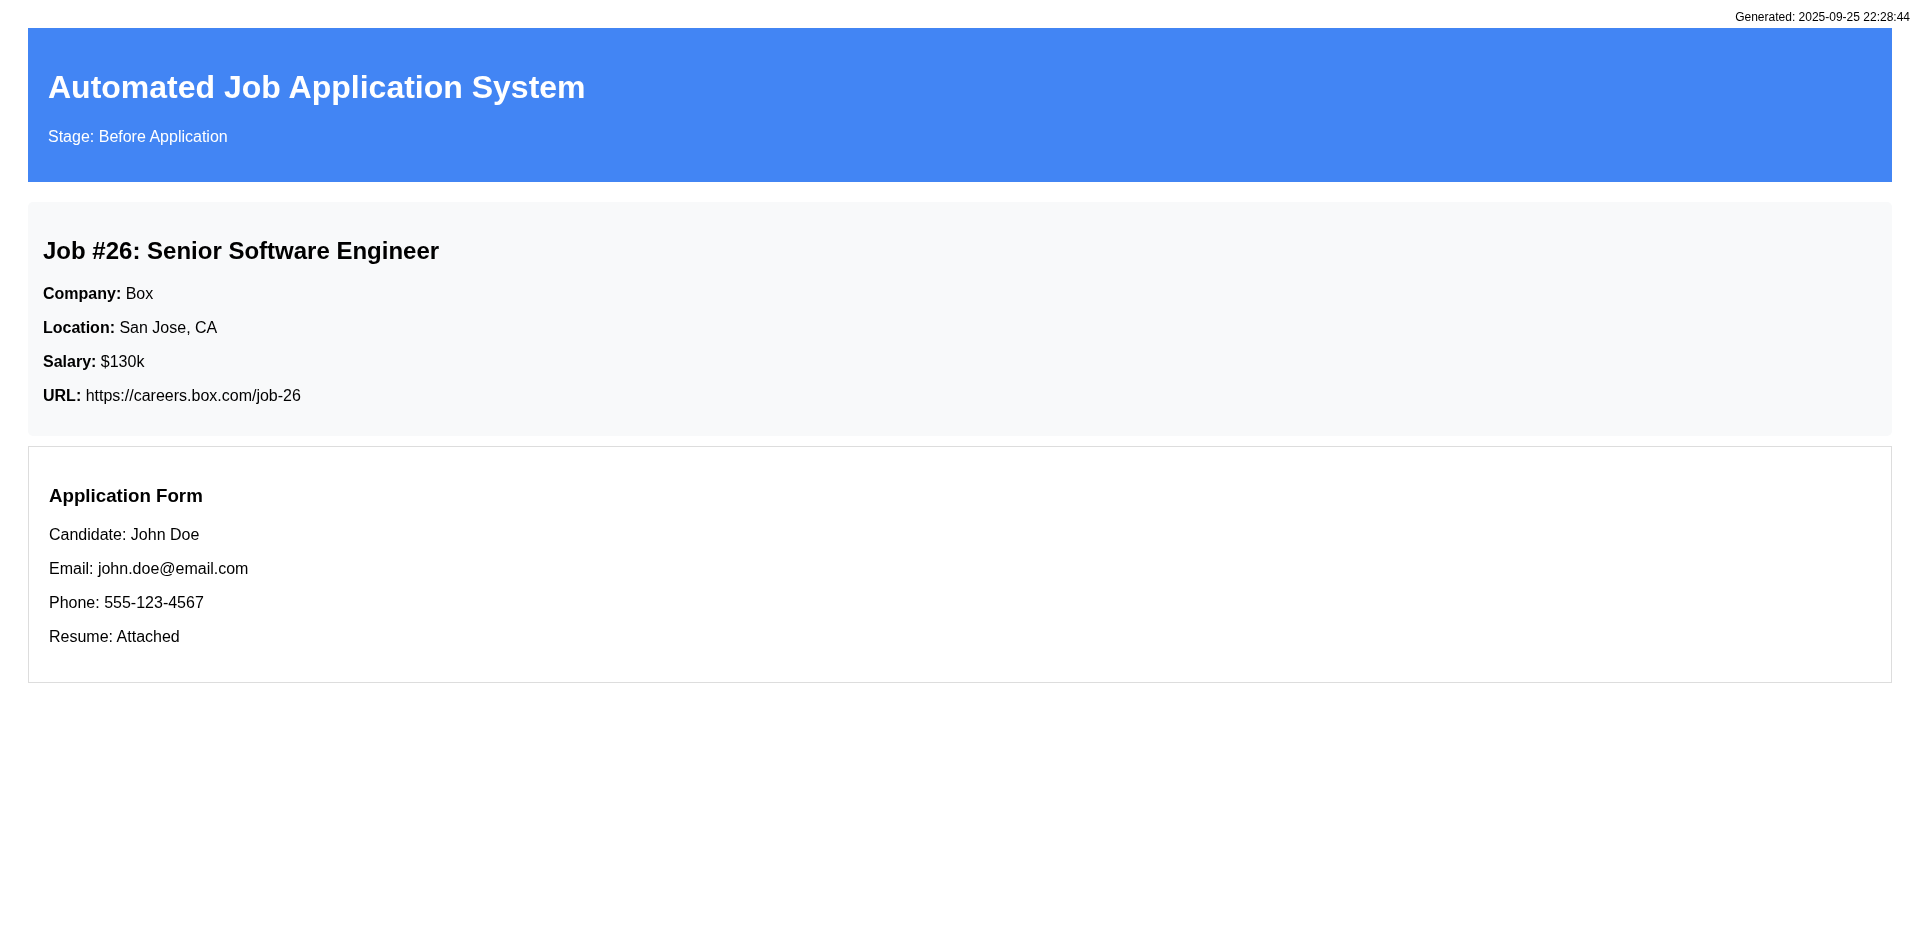 Generated: 2025-09-25 22:28:44
Automated Job Application System
Stage: Before Application
Job #26: Senior Software Engineer
Company: Box
Location: San Jose, CA
Salary: $130k
URL: https://careers.box.com/job-26
Application Form
Candidate: John Doe
Email: john.doe@email.com
Phone: 555-123-4567
Resume: Attached